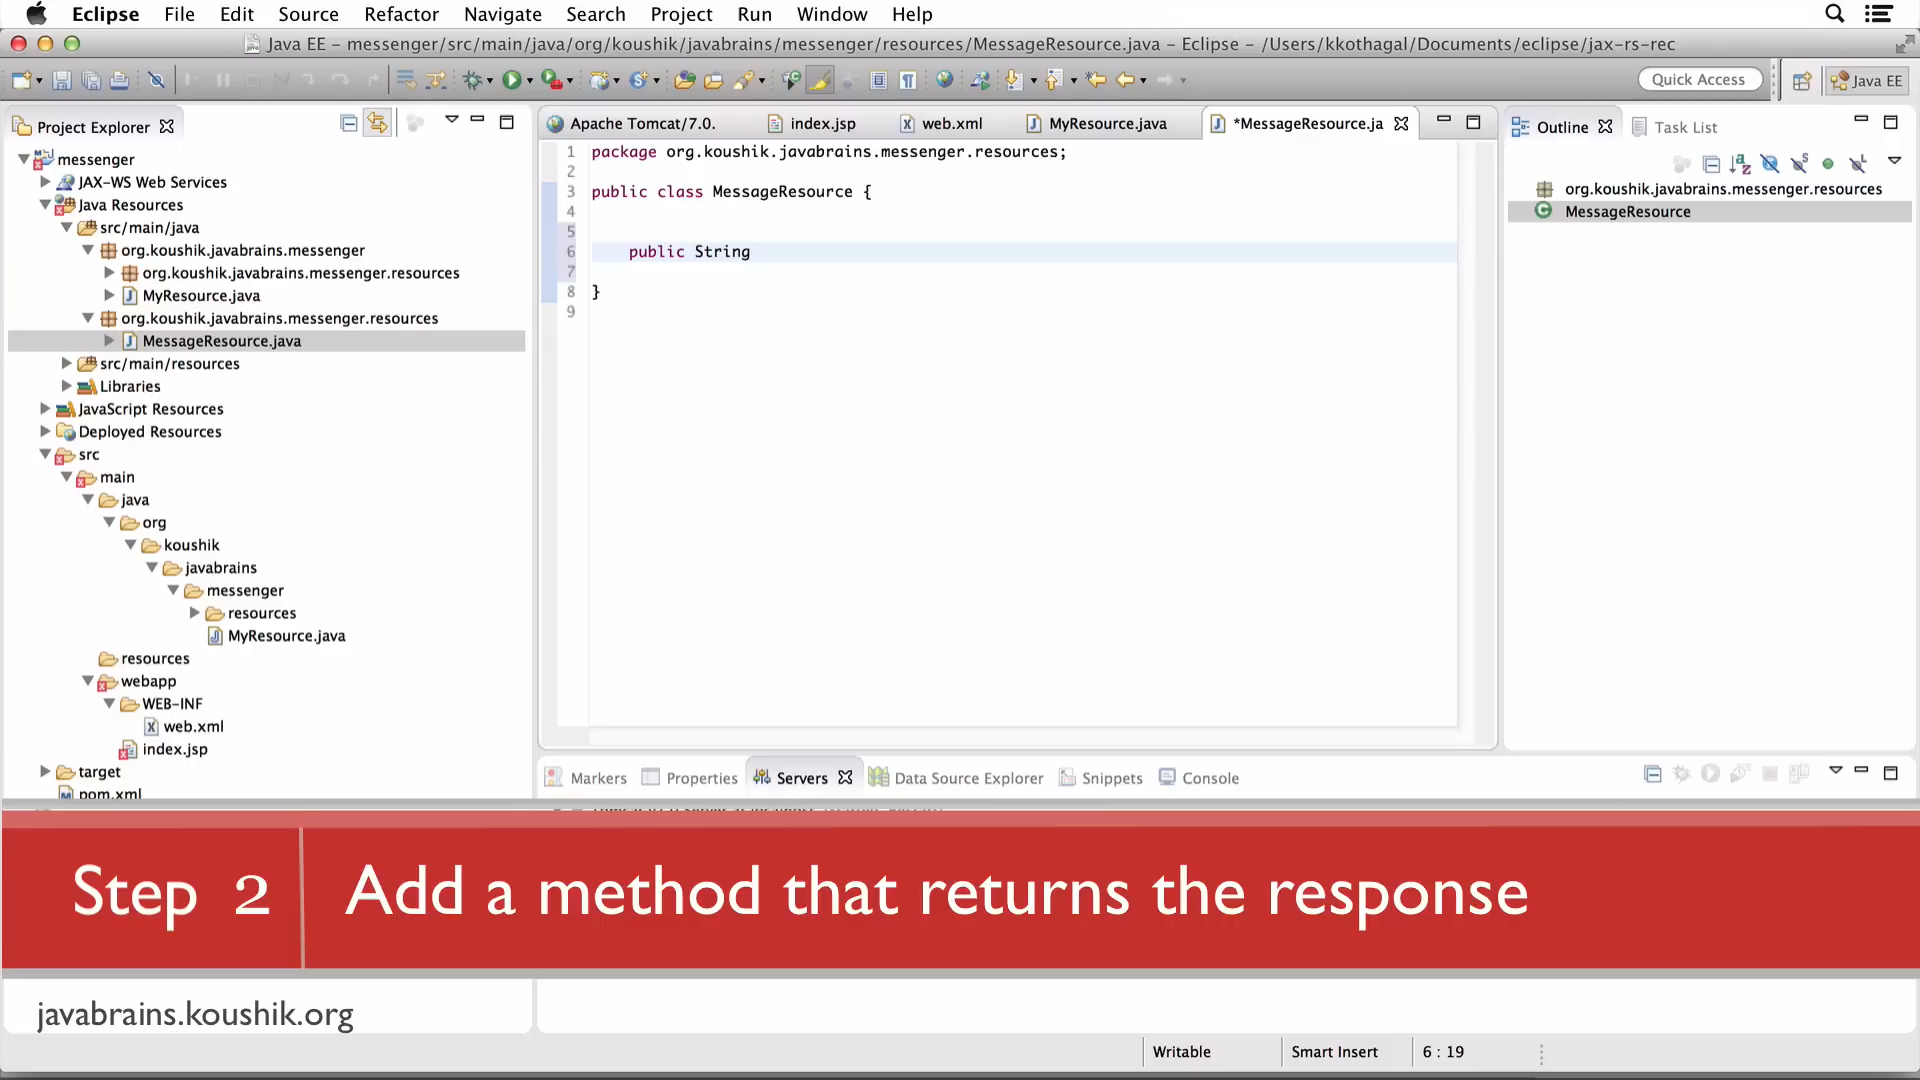 Eclipse File Edit Source Refactor Navigate Search Project Run Window Help
Java EE – messenger/src/main/java/org/koushik/javabrains/messenger/resources/MessageResource.java – Eclipse – /Users/kkothagal/Documents/eclipse/jax-rs-rec
Quick Access
Java EE
Project Explorer
messenger
JAX-WS Web Services
Java Resources
src/main/java
org.koushik.javabrains.messenger
org.koushik.javabrains.messenger.resources
MyResource.java
org.koushik.javabrains.messenger.resources
MessageResource.java
src/main/resources
Libraries
JavaScript Resources
Deployed Resources
src
main
java
org
koushik
javabrains
messenger
resources
MyResource.java
resources
webapp
WEB-INF
web.xml
index.jsp
target
pom.xml
Apache Tomcat/7.0. index.jsp web.xml MyResource.java *MessageResource.ja
1 package org.koushik.javabrains.messenger.resources;
2
3 public class MessageResource {
4
5
6 public String
7
8 }
9
Outline Task List
org.koushik.javabrains.messenger.resources
MessageResource
Markers Properties Servers Data Source Explorer Snippets Console
Step 2 Add a method that returns the response
javabrains.koushik.org
Writable Smart Insert 6 : 19